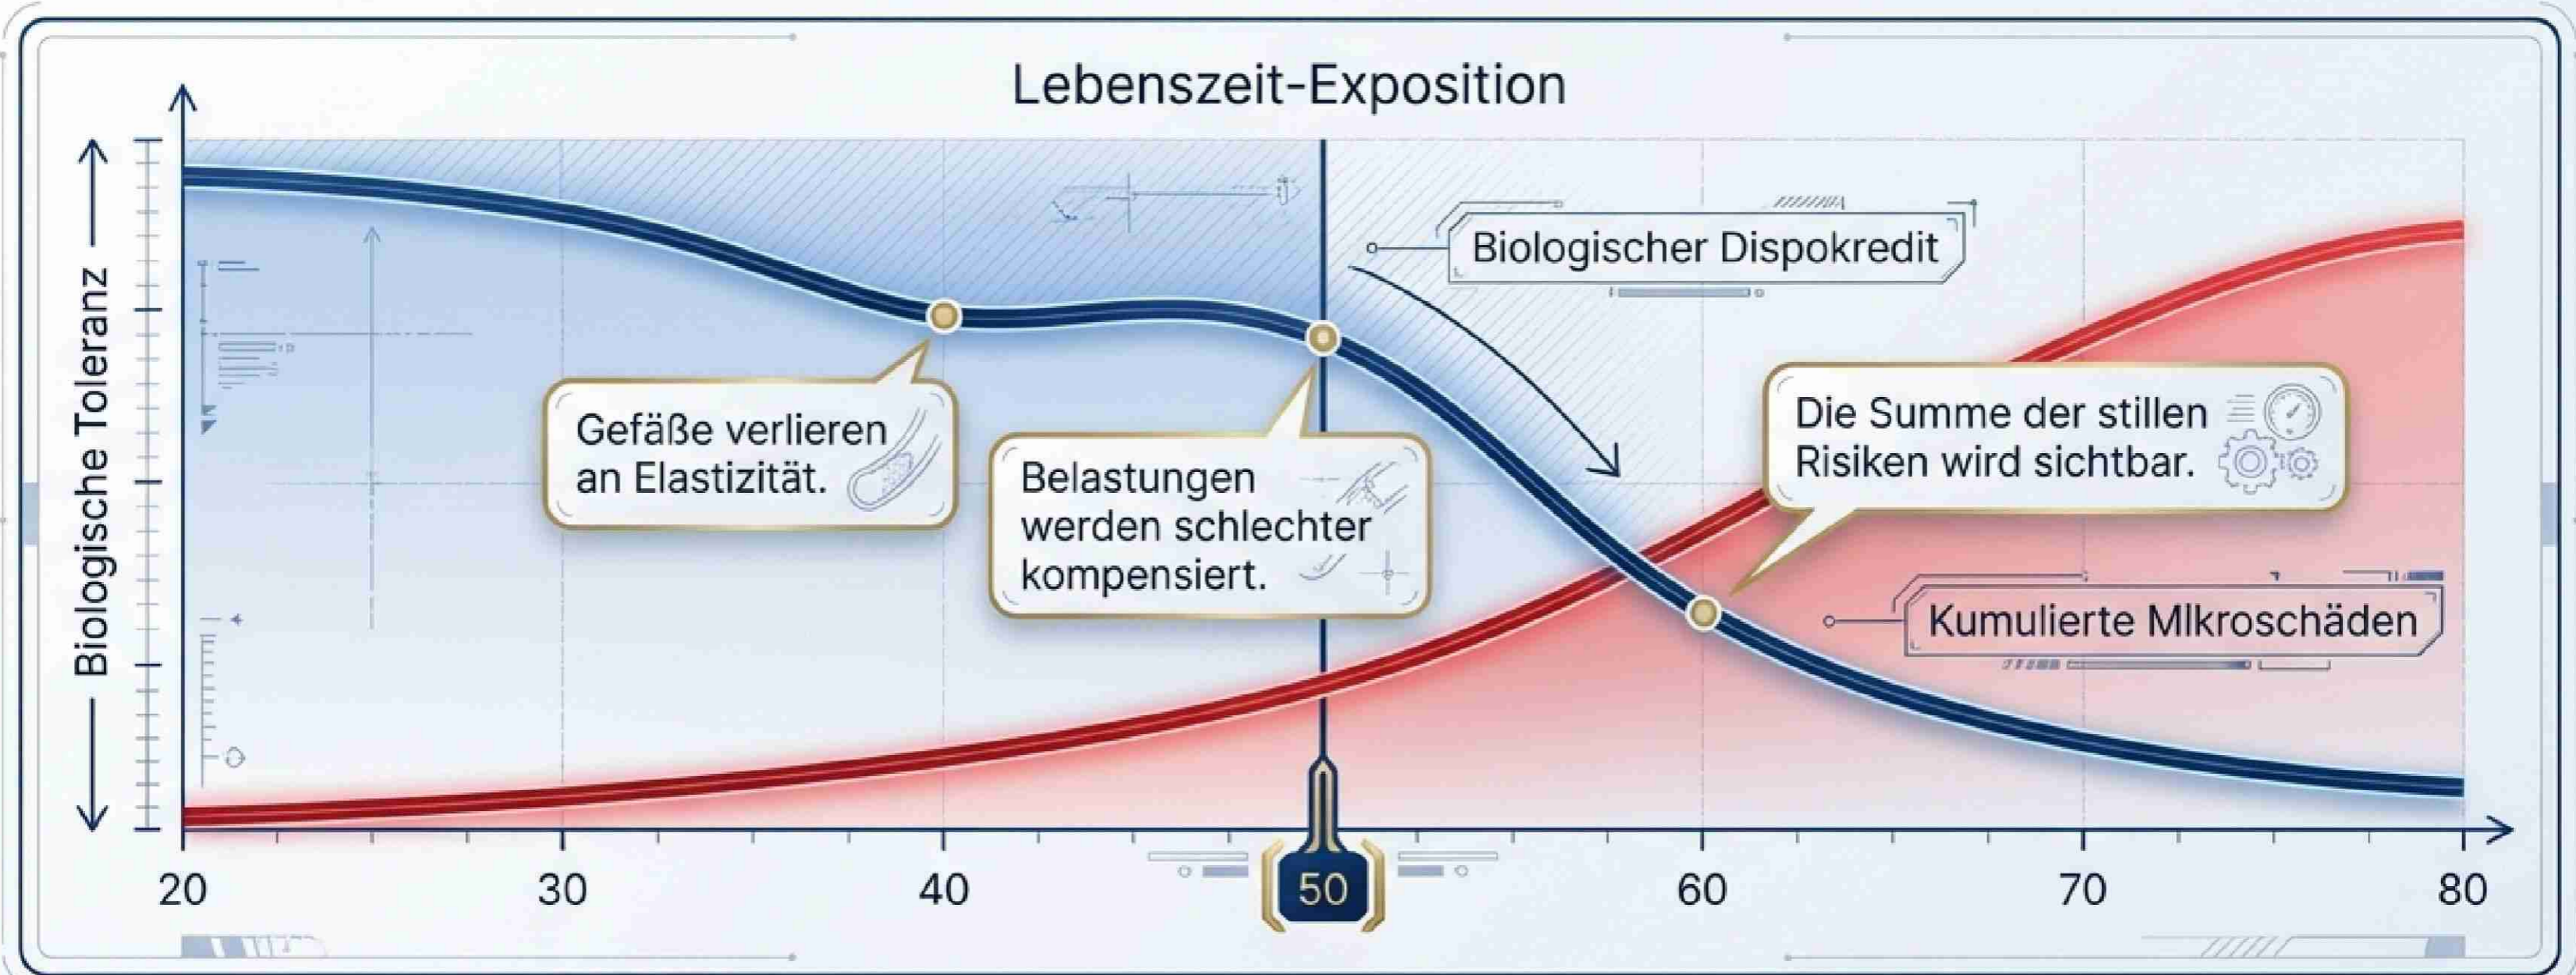 Lebenszeit-Exposition
Biologische Toleranz
Biologischer Dispokredit
Gefäße verlieren
an Elastizität.
Belastungen
werden schlechter
kompensiert.
Die Summe der stillen
Risiken wird sichtbar.
Kumulierte MIkroschäden
20
30
40
50
60
70
80